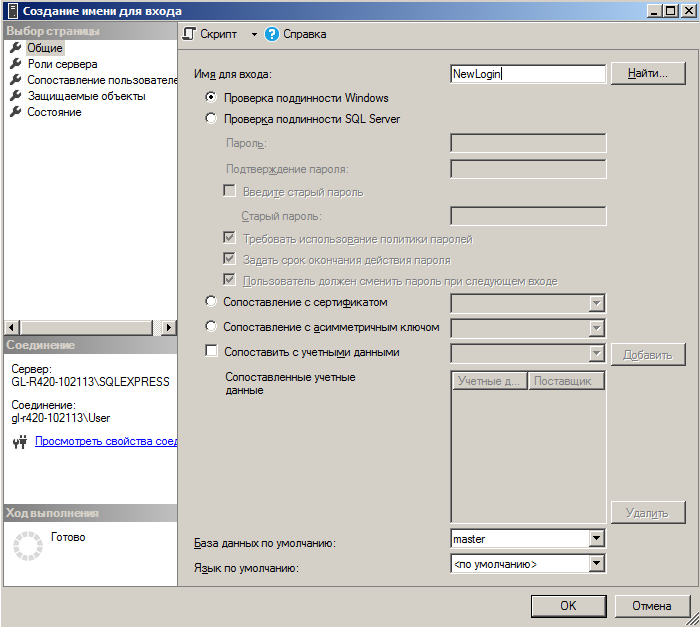 Создание имени для входа
Выбор страницы
Общие
Роли сервера
Сопоставление пользователе
Защищаемые объекты
Состояние
Соединение
Сервер:
GL-R420-102113\SQLEXPRESS
Соединение:
gl-r420-102113\User
Просмотреть свойства соед
Ход выполнения
Готово
Скрипт
Справка
Имя для входа:
NewLogin
Найти...
Проверка подлинности Windows
Проверка подлинности SQL Server
Пароль:
Подтверждение пароля:
Введите старый пароль
Старый пароль:
Требовать использование политики паролей
Задать срок окончания действия пароля
Пользователь должен сменить пароль при следующем входе
Сопоставление с сертификатом
Сопоставление с асимметричным ключом
Сопоставить с учетными данными
Добавить
Сопоставленные учетные
данные
Учетные д... Поставщик
Удалить
База данных по умолчанию:
master
Язык по умолчанию:
<по умолчанию>
OK
Отмена